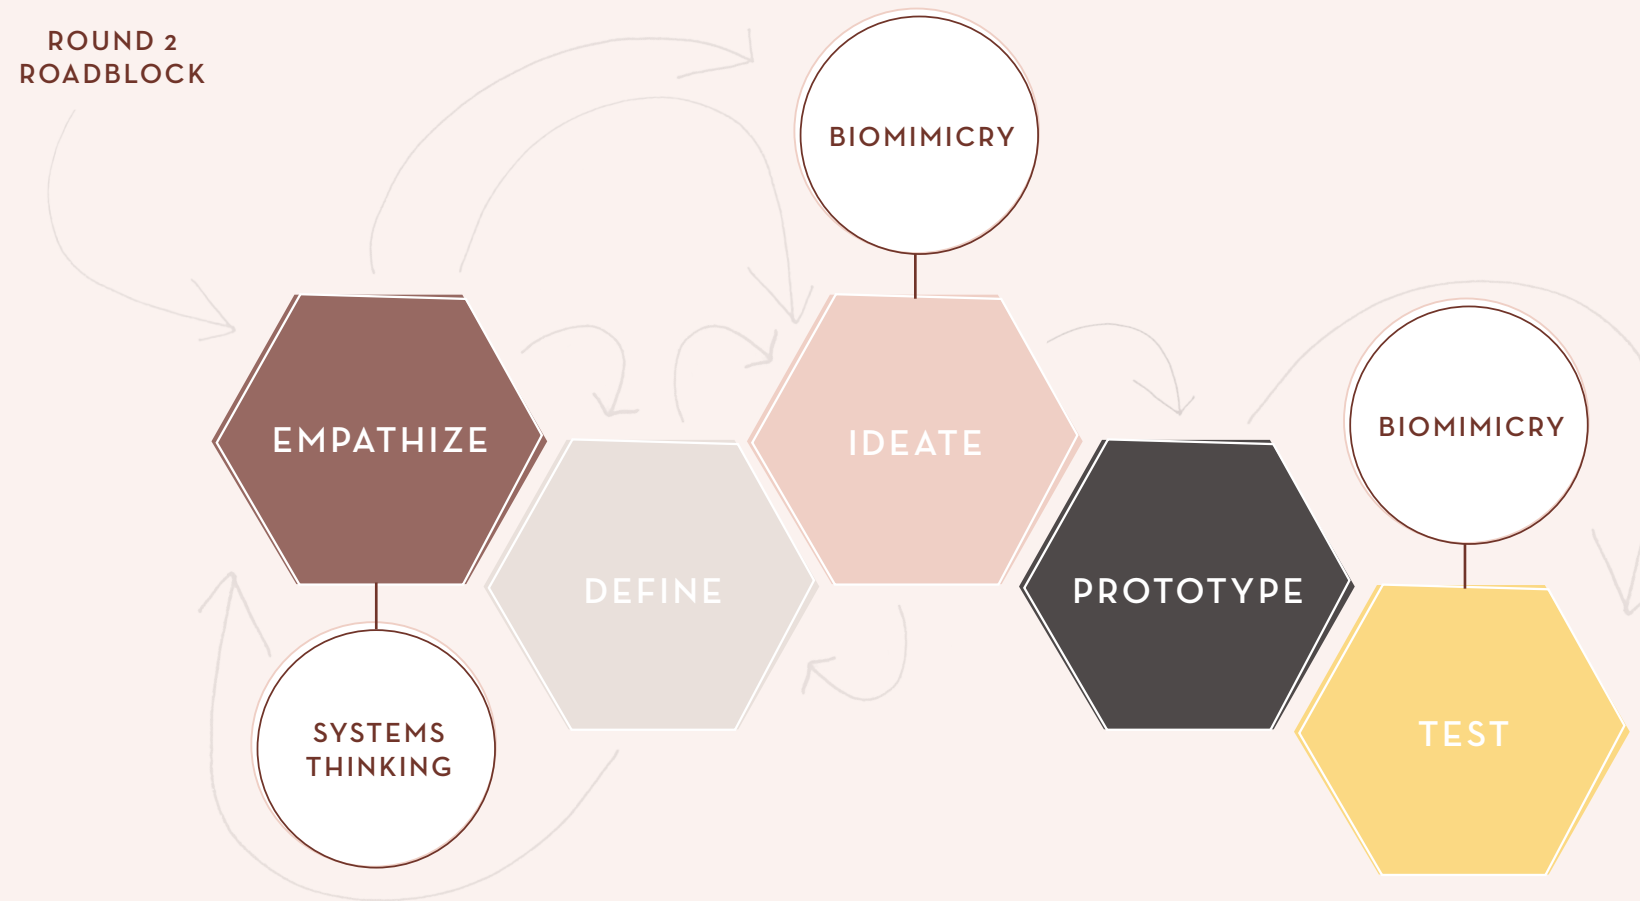 ROUND 2
ROADBLOCK
BIOMIMICRY
EMPATHIZE
IDEATE
BIOMIMICRY
DEFINE
PROTOTYPE
SYSTEMS
THINKING
TEST